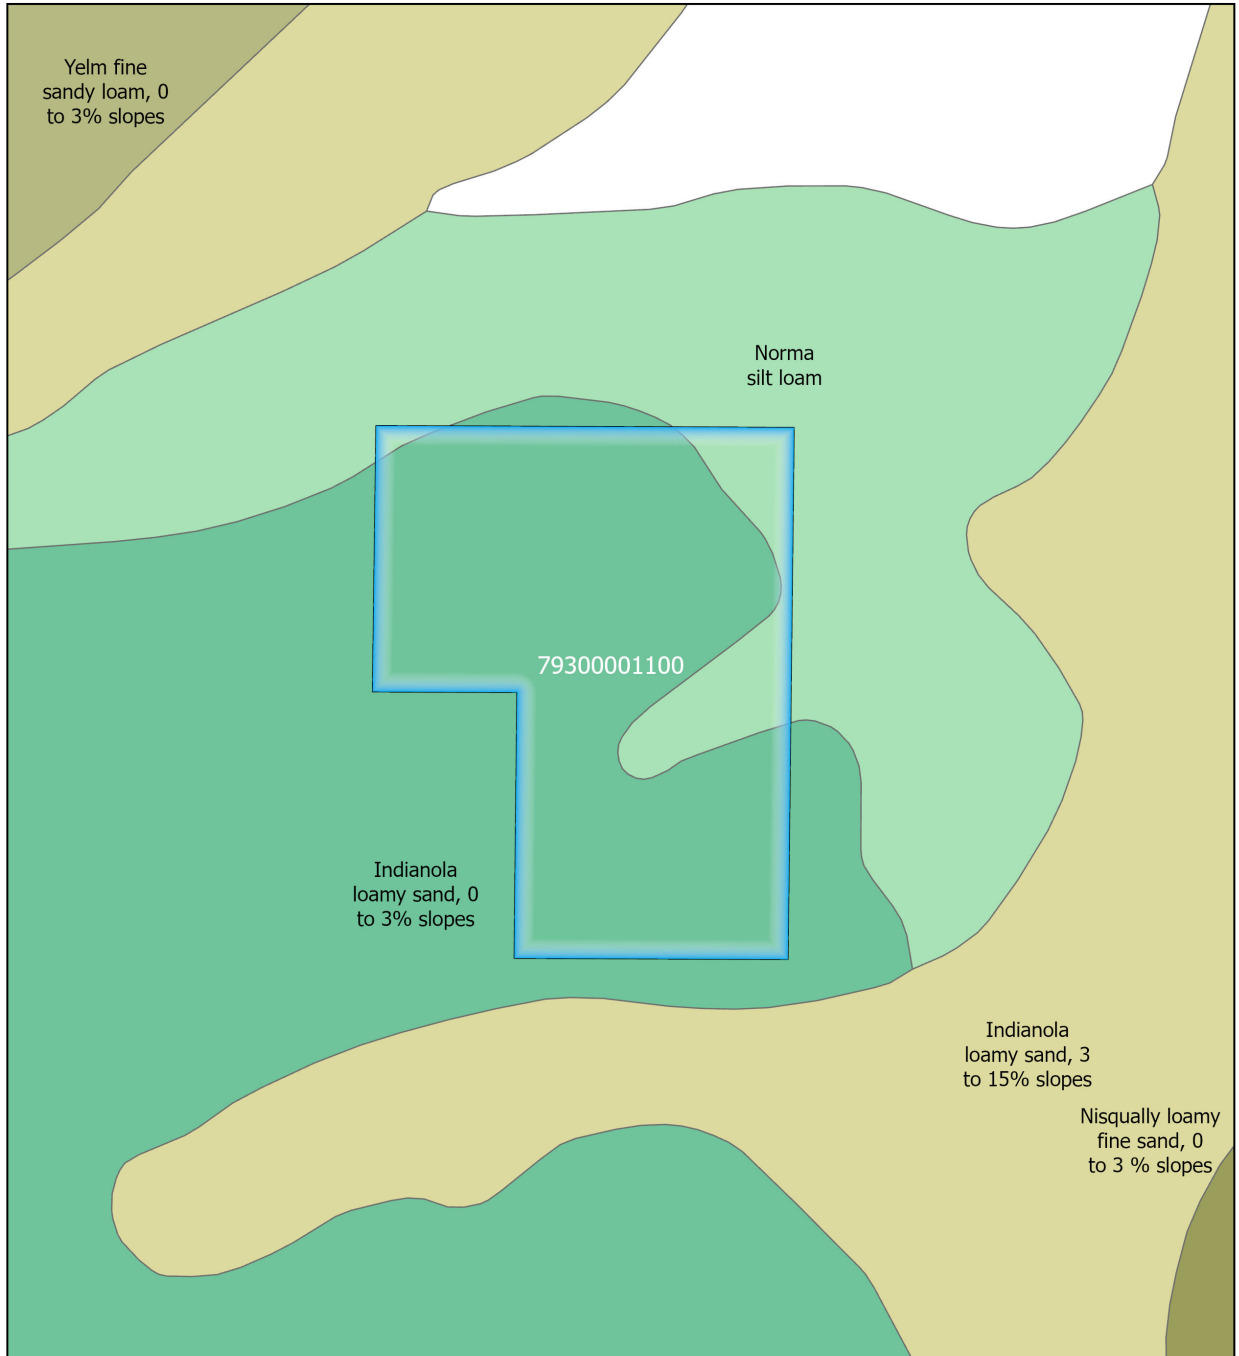 Yelm fine
sandy loam, 0
to 3% slopes
Norma
silt loam
79300001100
Indianola
loamy sand, 0
to 3% slopes
Indianola
loamy sand, 3
to 15% slopes
Nisqually loamy
fine sand, 0
to 3 % slopes